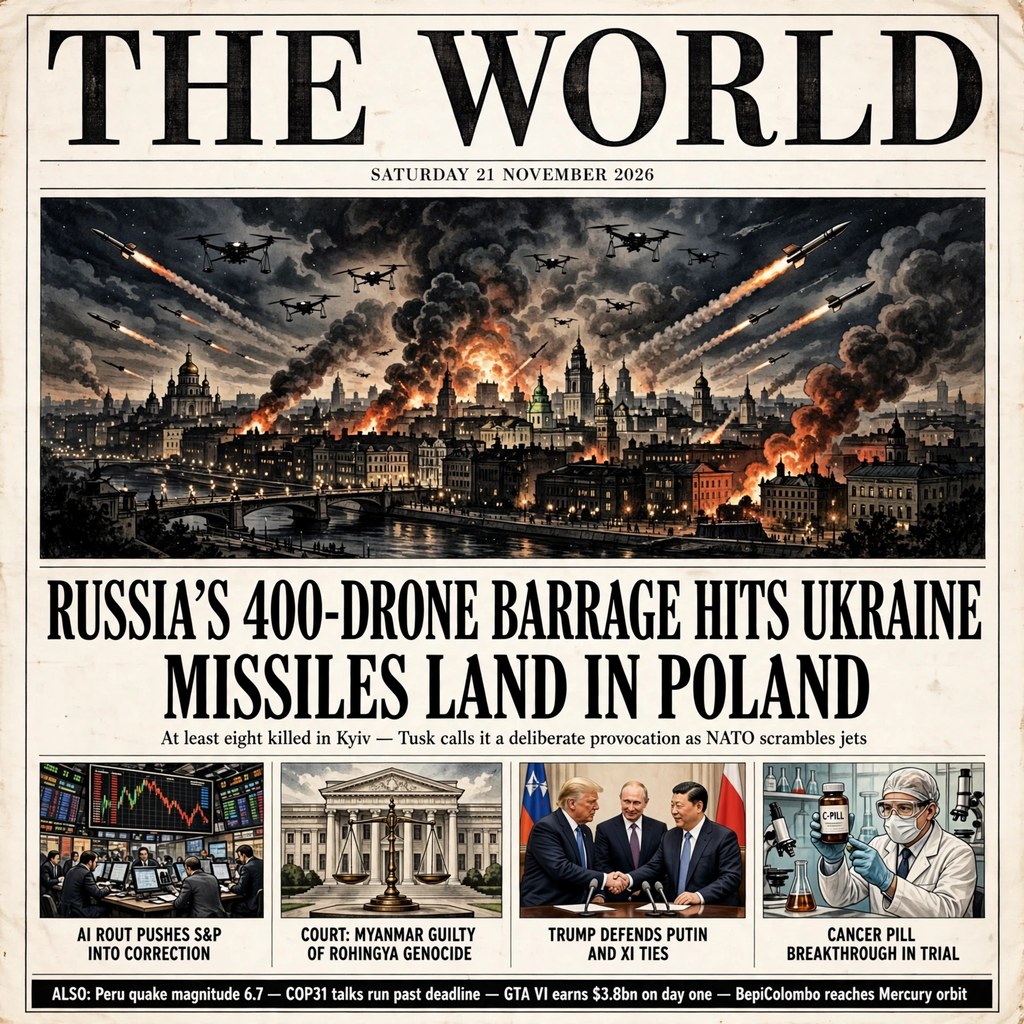 THE WORLD
SATURDAY 21 NOVEMBER 2026
RUSSIA'S 400-DRONE BARRAGE HITS UKRAINE
MISSILES LAND IN POLAND
At least eight killed in Kyiv — Tusk calls it a deliberate provocation as NATO scrambles jets
C-PILL
AI ROUT PUSHES S&P
INTO CORRECTION
COURT: MYANMAR GUILTY
OF ROHINGYA GENOCIDE
TRUMP DEFENDS PUTIN
AND XI TIES
CANCER PILL
BREAKTHROUGH IN TRIAL
ALSO: Peru quake magnitude 6.7 — COP31 talks run past deadline — GTA VI earns $3.8bn on day one — BepiColombo reaches Mercury orbit